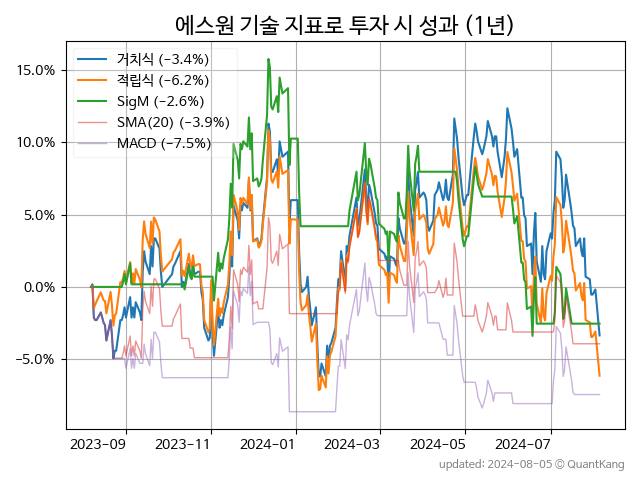 에스원 기술 지표로 투자 시 성과 (1년)
거치식 (−3.4%)
적립식 (−6.2%)
SigM (−2.6%)
SMA(20) (−3.9%)
MACD (−7.5%)
15.0%
10.0%
5.0%
0.0%
−5.0%
2023-09 2023-11 2024-01 2024-03 2024-05 2024-07
updated: 2024-08-05 © QuantKang